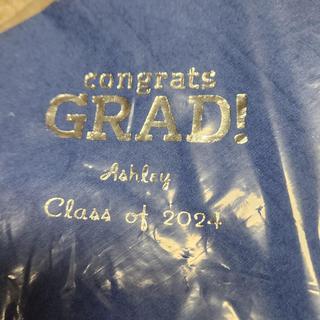 congrats
GRAD!
Ashley
Class of 2024